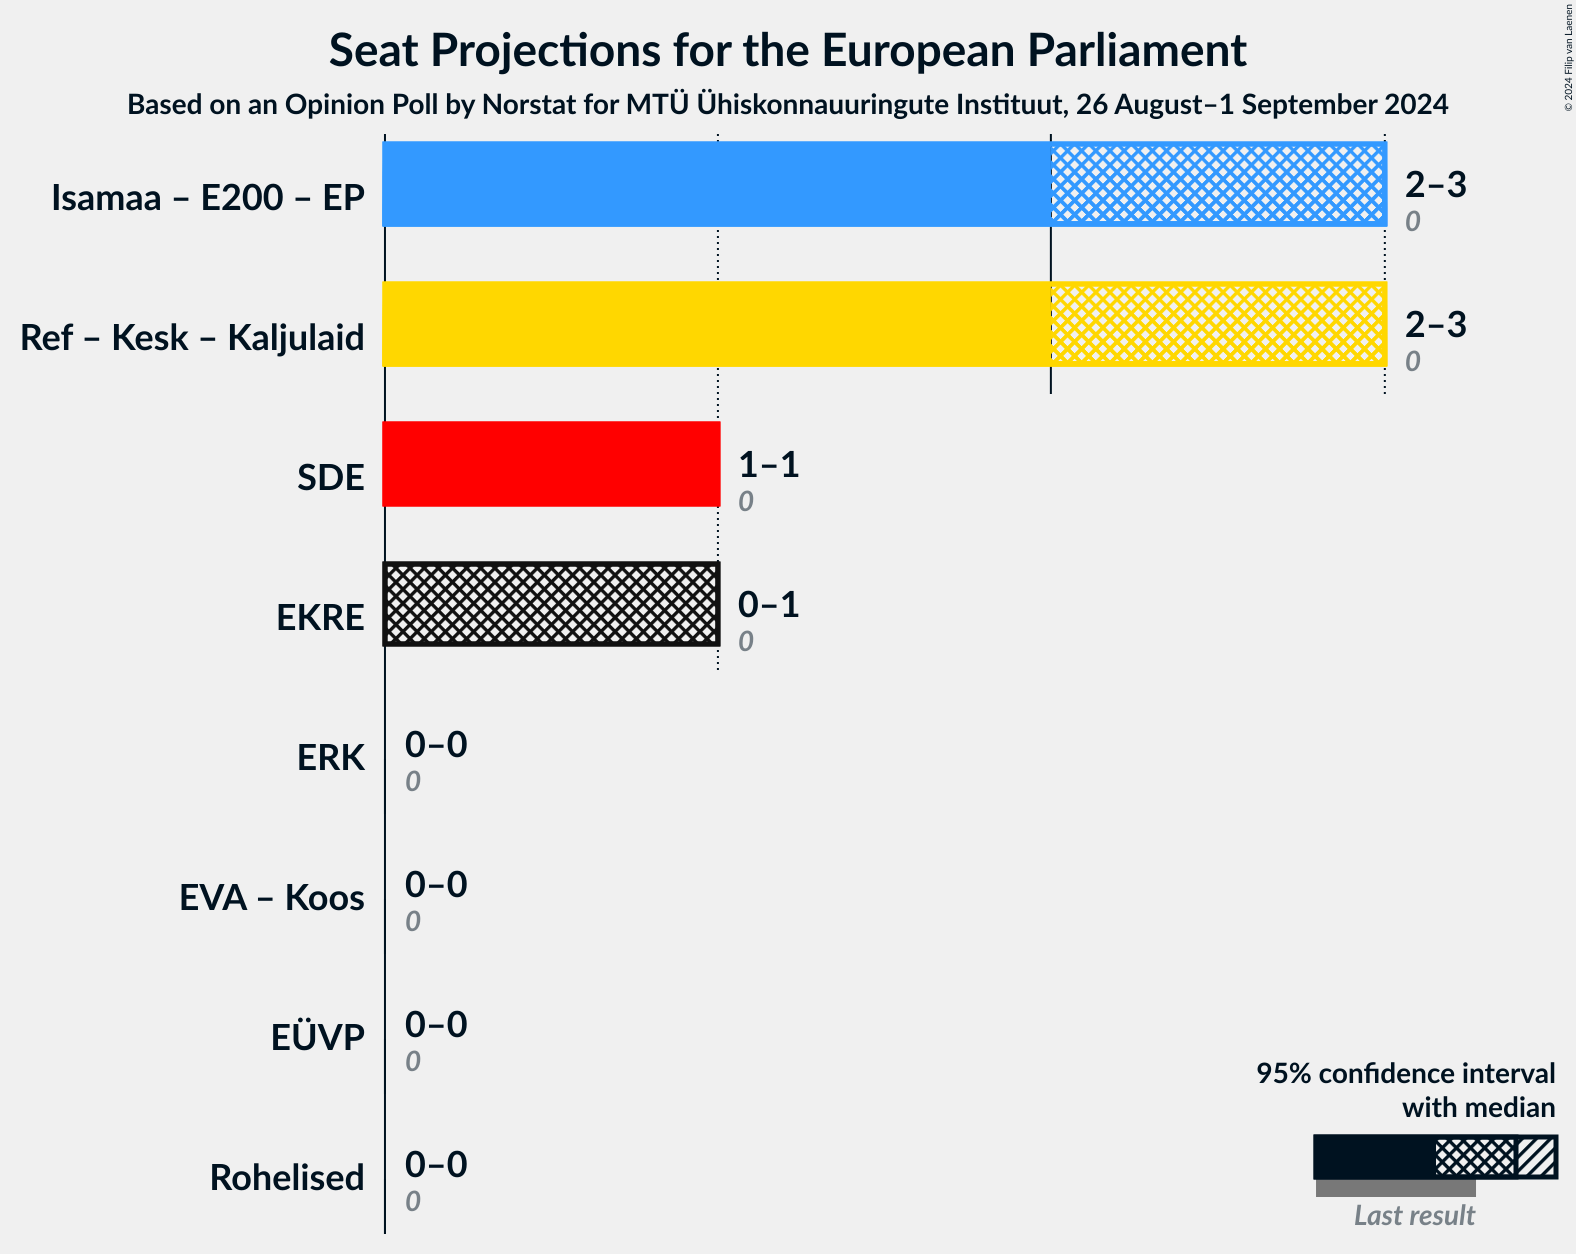 Seat Projections for the European Parliament
Based on an Opinion Poll by Norstat for MTÜ Ühiskonnauuringute Instituut, 26 August–1 September 2024
© 2024 Filip van Laenen
Isamaa – E200 – EP
2–3
0
Ref – Kesk – Kaljulaid
2–3
0
SDE
1–1
0
EKRE
0–1
0
ERK
0–0
0
EVA – Koos
0–0
0
EÜVP
0–0
0
Rohelised
0–0
0
95% confidence interval
with median
Last result